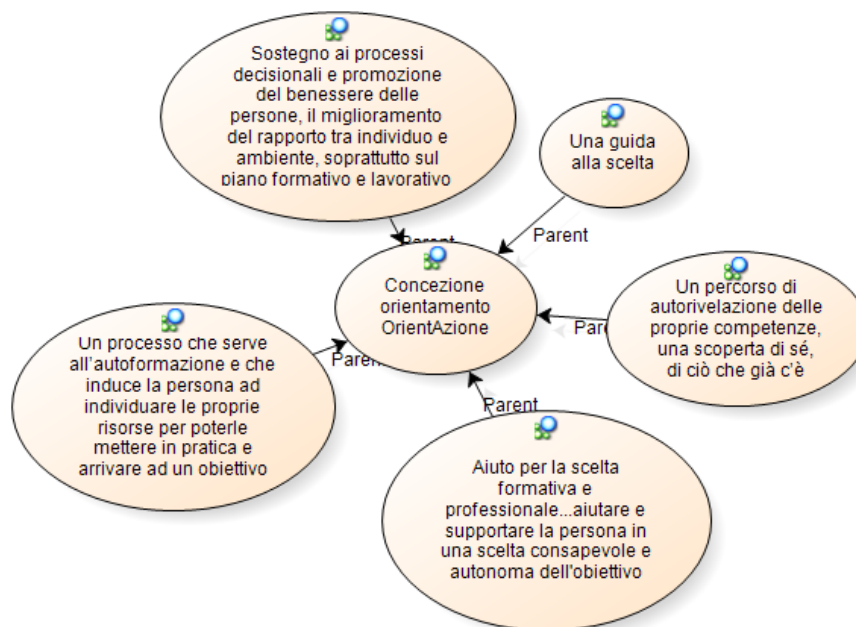 Sostegno ai processi
decisionali e promozione
del benessere delle
persone, il miglioramento
del rapporto tra individuo e
ambiente, soprattutto sul
piano formativo e lavorativo
Una guida
alla scelta
Parent
Parent
Concezione
orientamento
OrientAzione
Un percorso di
autorivelazione delle
proprie competenze,
una scoperta di sé,
di ciò che già c'è
Pare
Un processo che serve
all'autoformazione e che
induce la persona ad
individuare le proprie
risorse per poterle
mettere in pratica e
arrivare ad un obiettivo
Parent
Parent
Aiuto per la scelta
formativa e
professionale...aiutare e
supportare la persona in
una scelta consapevole e
autonoma dell'obiettivo